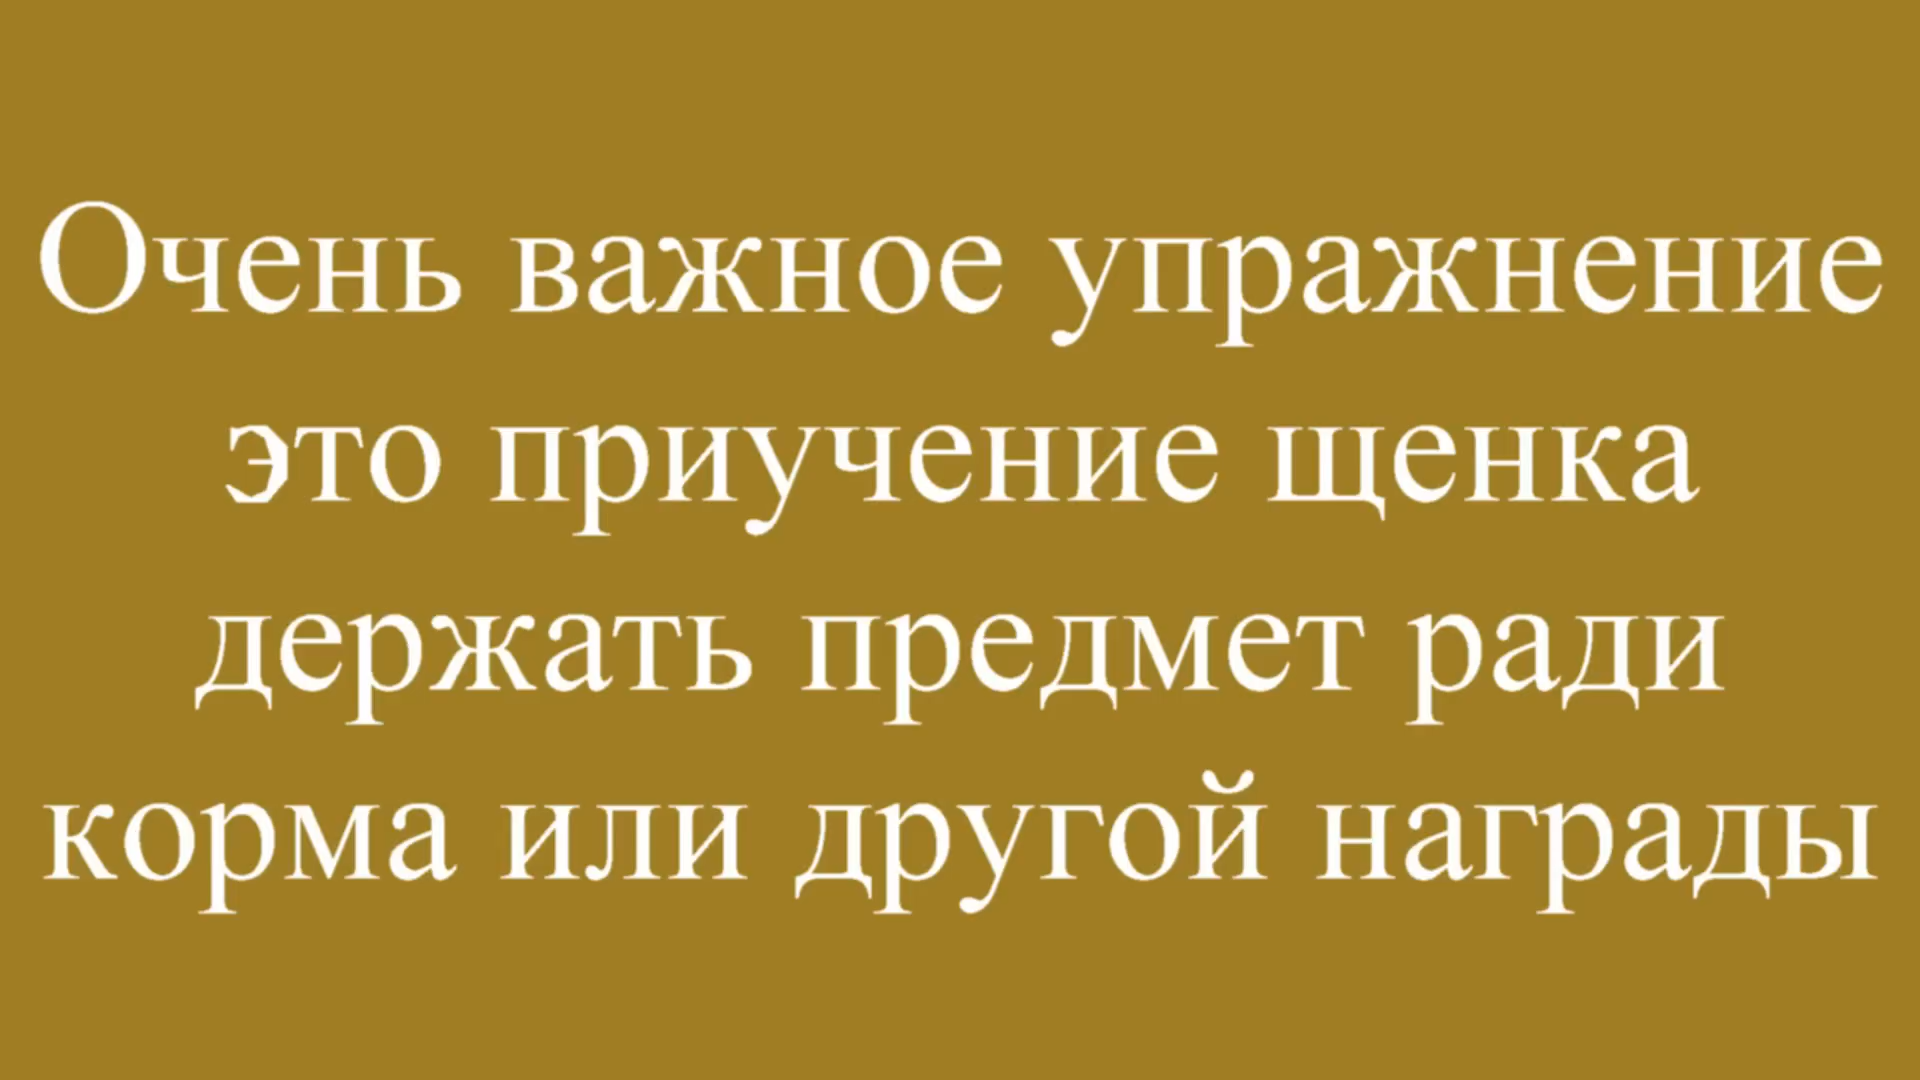 Очень важное упражнение
это приучение щенка
держать предмет ради
корма или другой награды